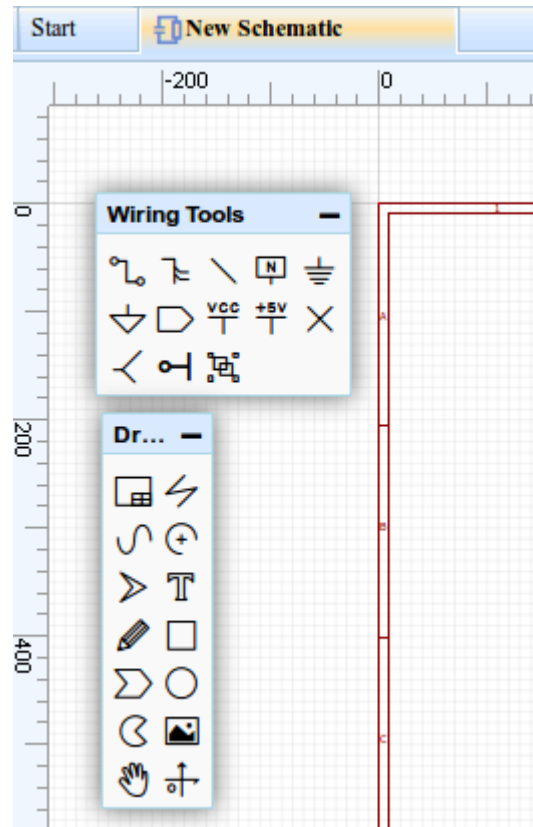 Start New Schematic
-200 0
0
Wiring Tools
N
VCC +5V
A
200
Dr...
T
B
400
C